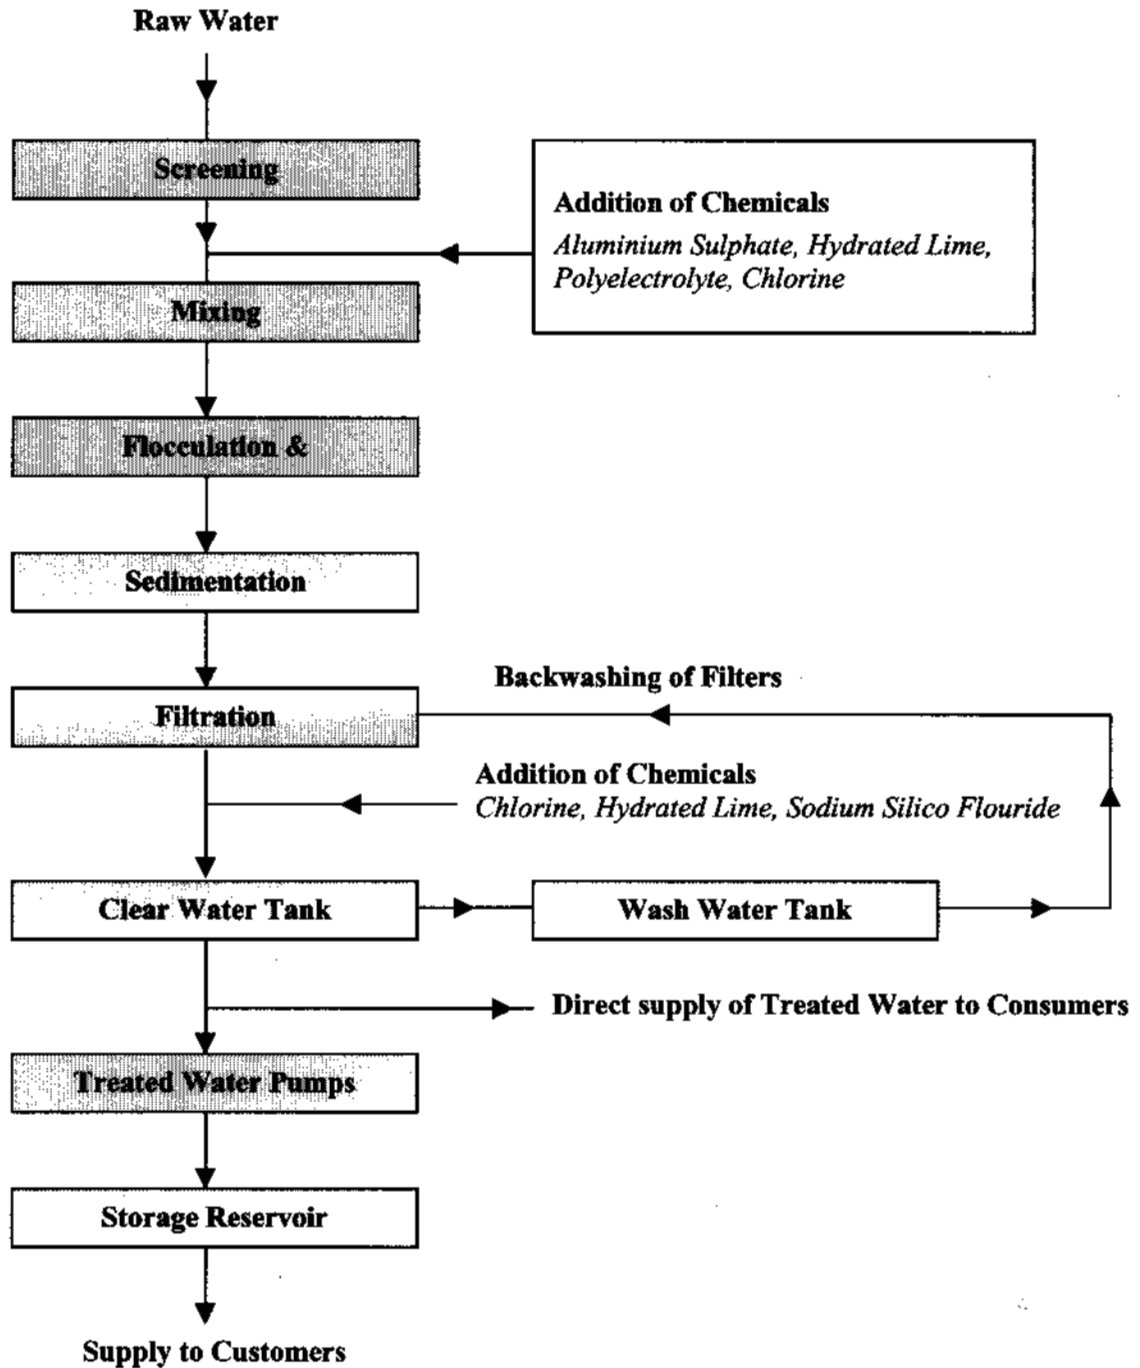 Raw Water
Screening
Addition of Chemicals
Aluminium Sulphate, Hydrated Lime,
Polyelectrolyte, Chlorine
Mixing
Flocculation &
Sedimentation
Backwashing of Filters
Filtration
Addition of Chemicals
Chlorine, Hydrated Lime, Sodium Silico Flouride
Clear Water Tank
Wash Water Tank
Direct supply of Treated Water to Consumers
Treated Water Pumps
Storage Reservoir
Supply to Customers